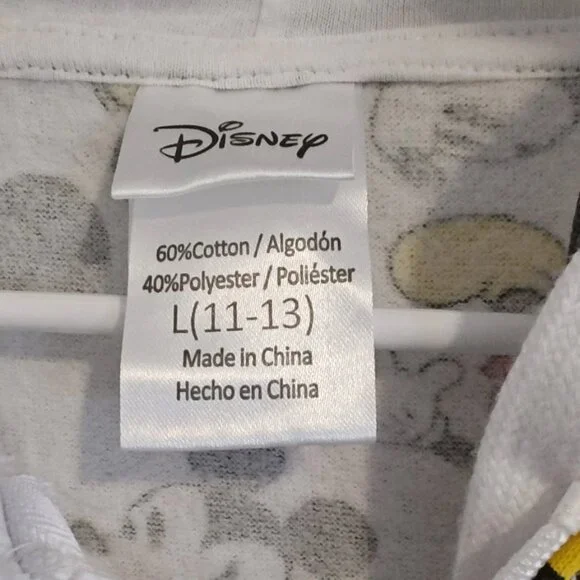 Disney
60%Cotton / Algodón
40%Polyester / Poliéster
L(11-13)
Made in China
Hecho en China